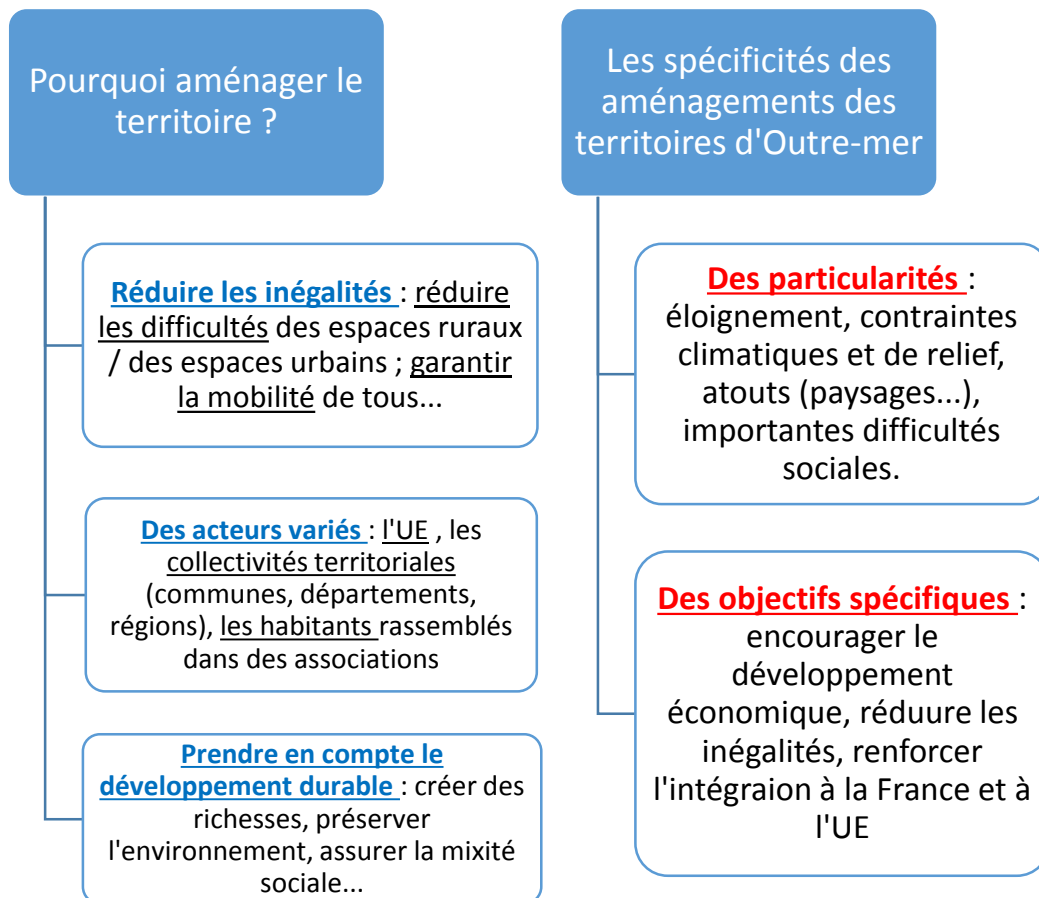 Pourquoi aménager le
territoire ?
Réduire les inégalités : réduire
les difficultés des espaces ruraux
/ des espaces urbains ; garantir
la mobilité de tous...
Des acteurs variés : l'UE , les
collectivités territoriales
(communes, départements,
régions), les habitants rassemblés
dans des associations
Prendre en compte le
développement durable : créer des
richesses, préserver
l'environnement, assurer la mixité
sociale...
Les spécificités des
aménagements des
territoires d'Outre-mer
Des particularités :
éloignement, contraintes
climatiques et de relief,
atouts (paysages...),
importantes difficultés
sociales.
Des objectifs spécifiques :
encourager le
développement
économique, réduure les
inégalités, renforcer
l'intégraion à la France et à
l'UE